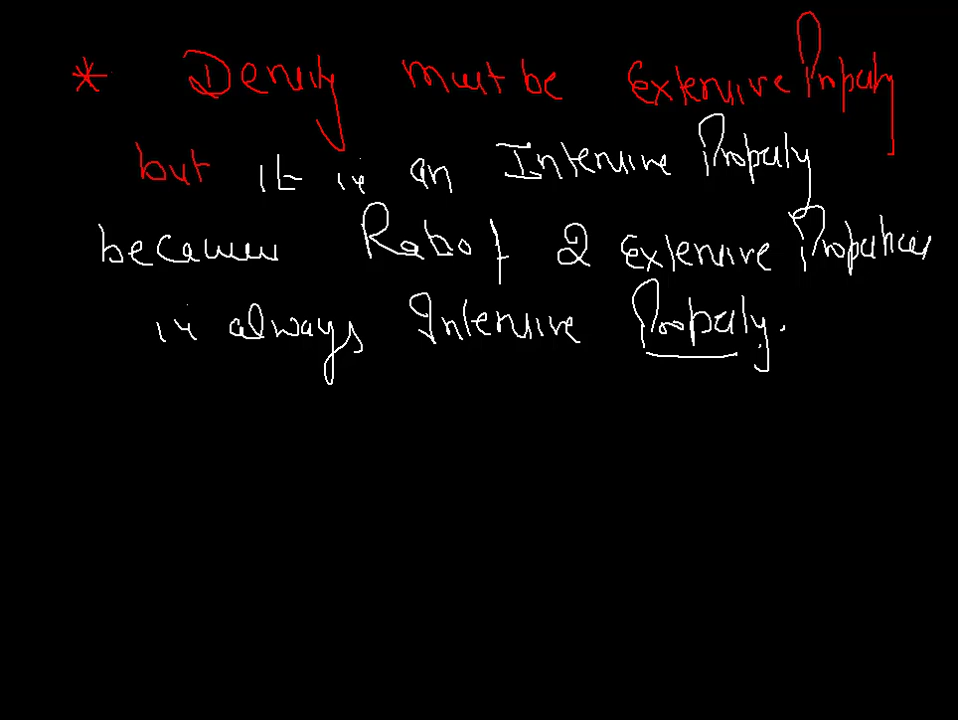 * Density must be Extensive Property
but it is an Intensive Property
because Ratio of 2 Extensive Properties
is always Intensive Property.